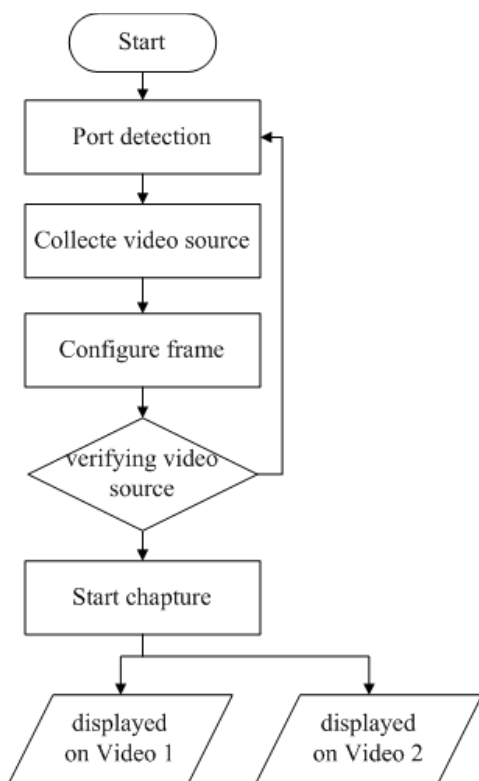 Start
Port detection
Collecte video source
Configure frame
verifying video
source
Start chapture
displayed
on Video 1
displayed
on Video 2